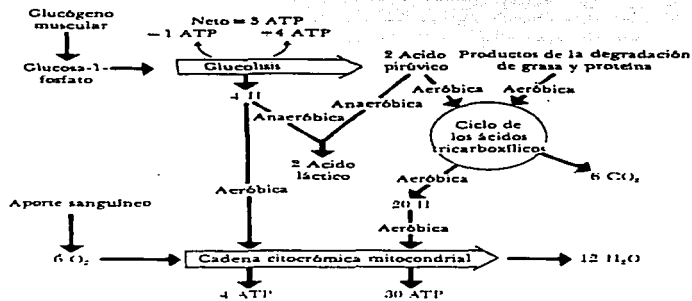 Glucógeno
muscular
Neto = 3 ATP
-1 ATP
+4 ATP
Glucosa-1-
fosfato
Glucolisis
2 Acido
pirúvico
Productos de la degradación
de grasa y proteína
Aeróbica
Aeróbica
4 H
Anaeróbica
Anaeróbica
Ciclo de
los ácidos
tricarboxílicos
2 Acido
láctico
6 CO₂
Aeróbica
Aeróbica
20 H
Aeróbica
Aporte sanguíneo
6 O₂
Cadena citocrómica mitocondrial
12 H₂O
4 ATP
30 ATP